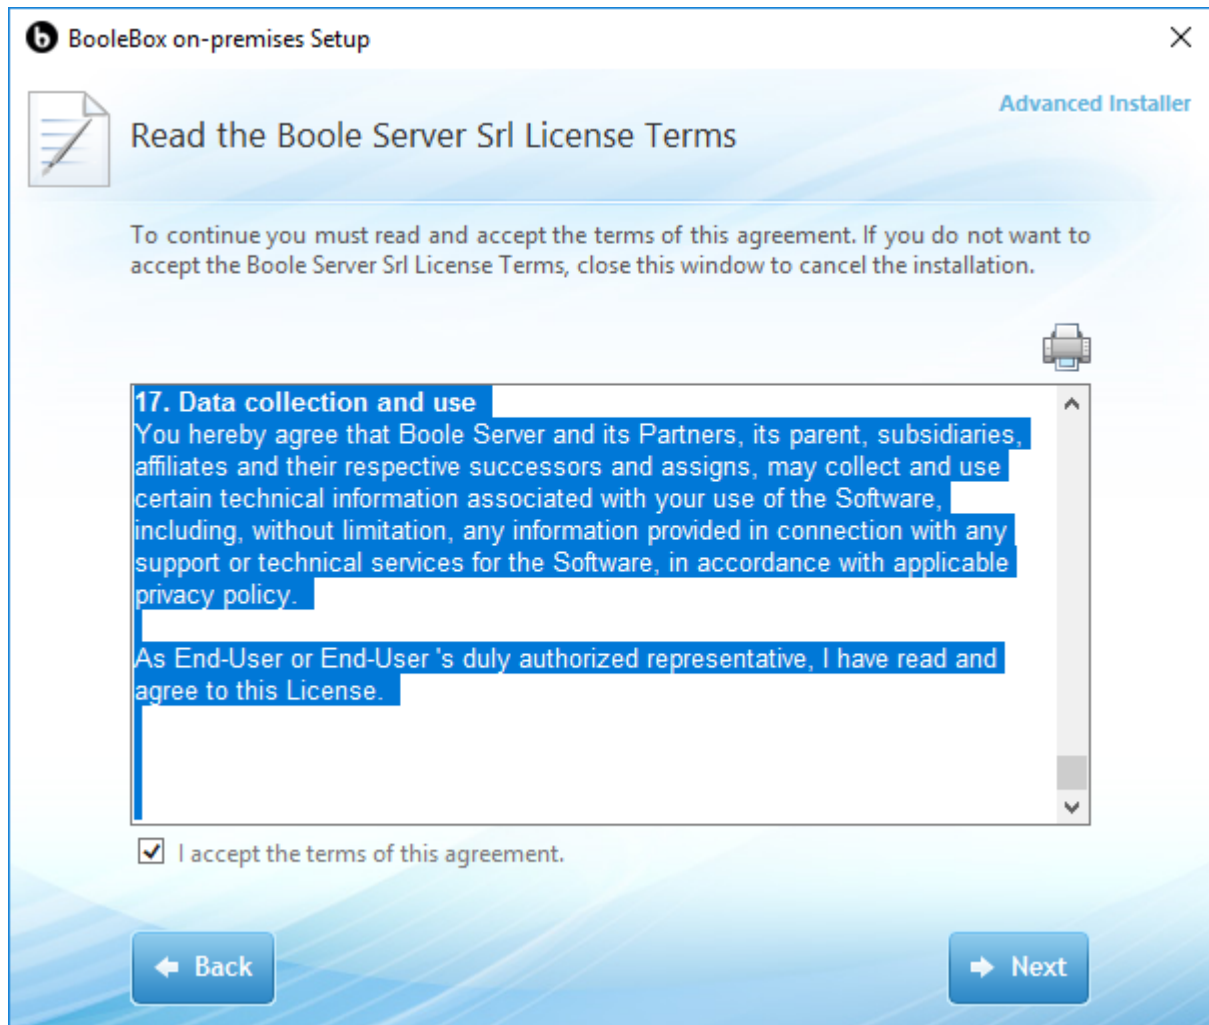 BooleBox on-premises Setup
Advanced Installer
Read the Boole Server Srl License Terms
To continue you must read and accept the terms of this agreement. If you do not want to
accept the Boole Server Srl License Terms, close this window to cancel the installation.
17. Data collection and use
You hereby agree that Boole Server and its Partners, its parent, subsidiaries,
affiliates and their respective successors and assigns, may collect and use
certain technical information associated with your use of the Software,
including, without limitation, any information provided in connection with any
support or technical services for the Software, in accordance with applicable
privacy policy.
As End-User or End-User 's duly authorized representative, I have read and
agree to this License.
I accept the terms of this agreement.
Back
Next